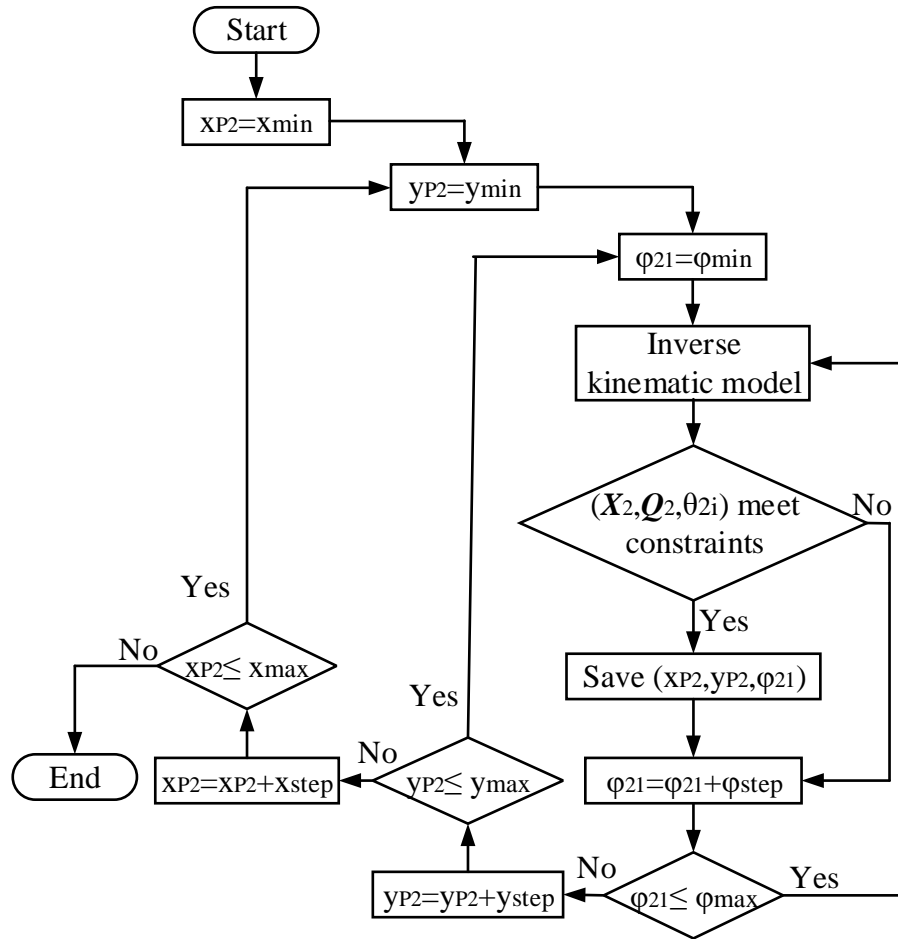 Start
xP2=xmin
yP2=ymin
φ21=φmin
Inverse
kinematic model
(X2,Q2,θ2i) meet
constraints
No
Yes
Save (xP2,yP2,φ21)
φ21=φ21+φstep
φ21≤ φmax
Yes
No
yP2=yP2+ystep
yP2≤ ymax
Yes
No
xP2=xP2+xstep
xP2≤ xmax
Yes
No
End